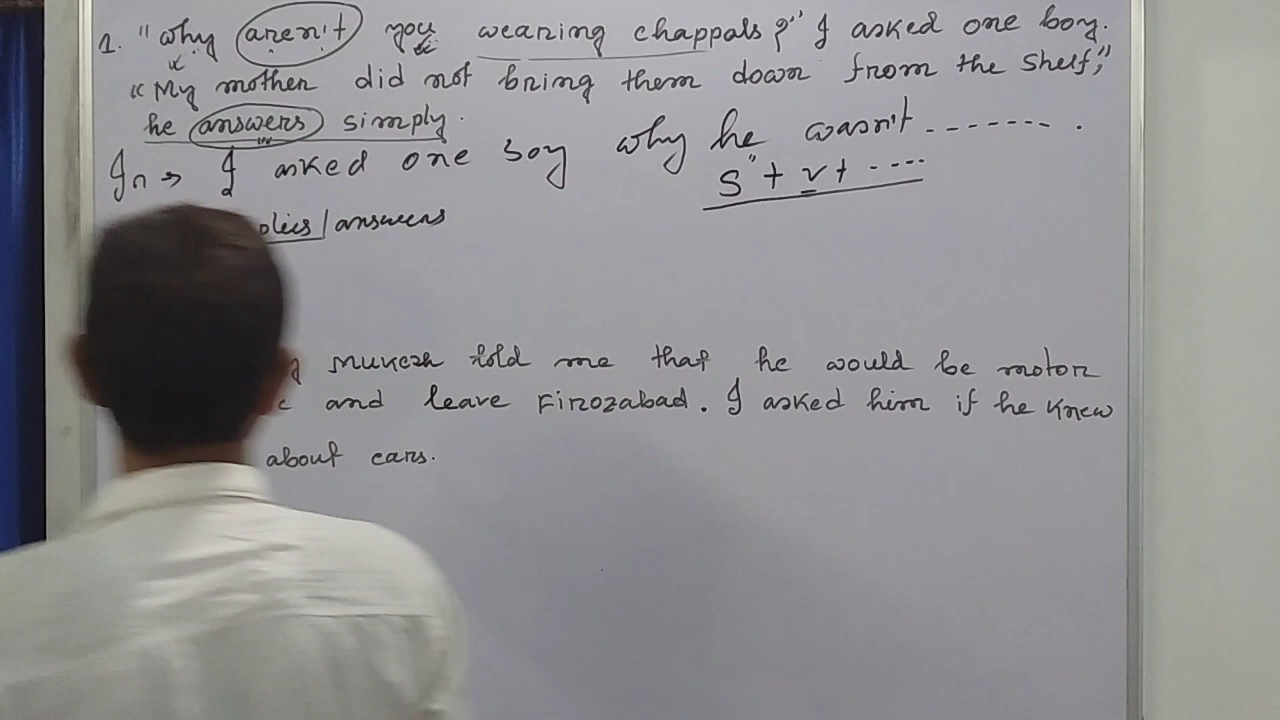 1. "Why aren't you wearing chappals?" I asked one boy.
"My mother did not bring them down from the shelf,"
he answers simply.
In → I asked one boy why he wasn't ------- .
S + v + ....
plies / answers
Mukesh told me that he would be motor
and leave Firozabad. I asked him if he knew
about cars.